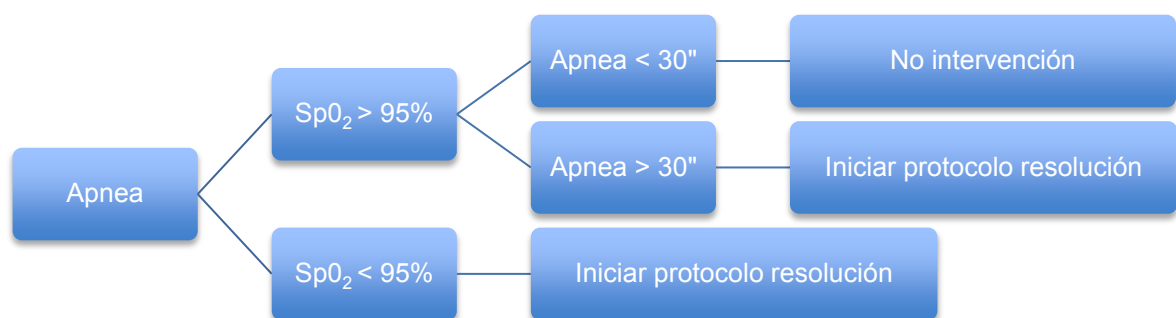 Apnea
Sp0₂ > 95%
Apnea < 30"
No intervención
Apnea > 30"
Iniciar protocolo resolución
Sp0₂ < 95%
Iniciar protocolo resolución